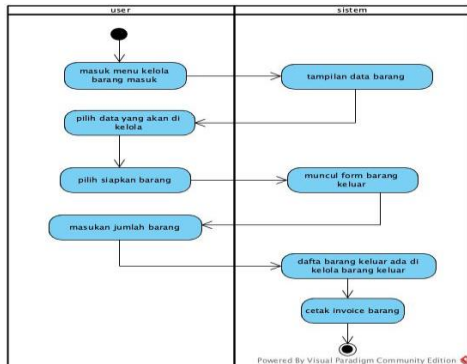 user
sistem
masuk menu kelola
barang masuk
tampilan data barang
pilih data yang akan di
kelola
pilih siapkan barang
muncul form barang
keluar
masukan jumlah barang
dafta barang keluar ada di
kelola barang keluar
cetak invoice barang
Powered By Visual Paradigm Community Edition